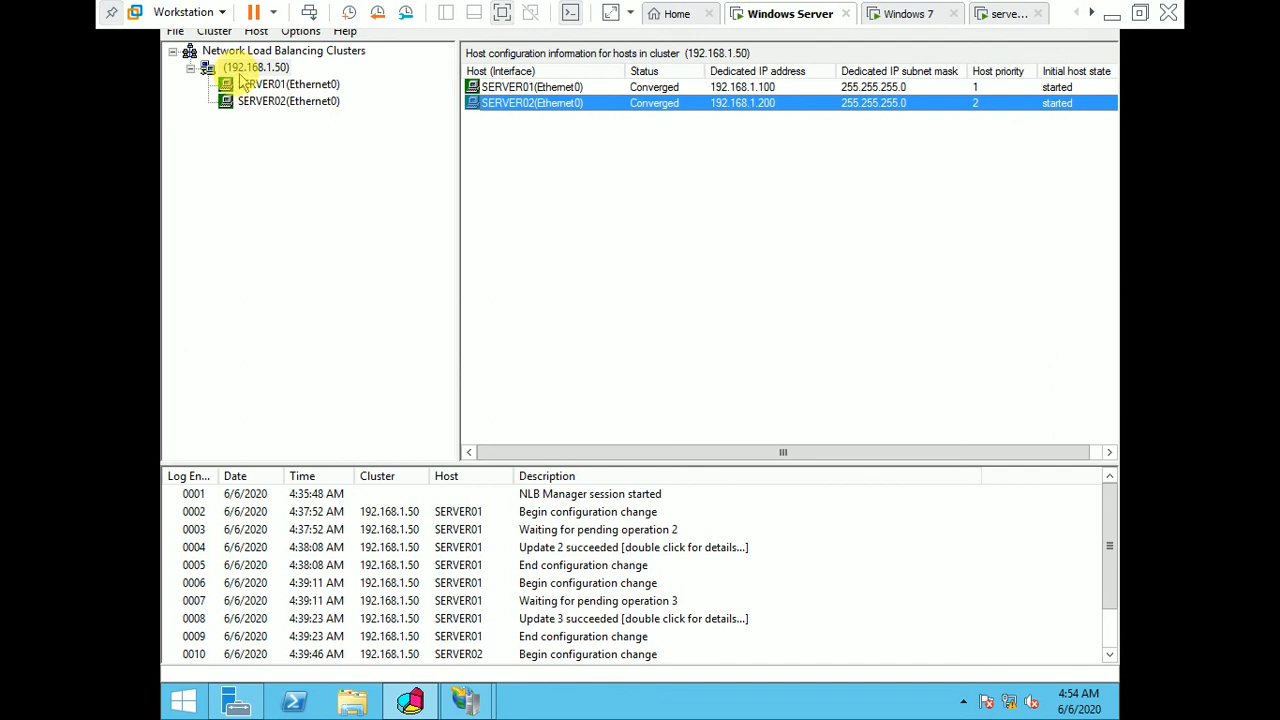 Workstation
Home
Windows Server
Windows 7
serve...
File Cluster Host Options Help
Network Load Balancing Clusters
(192.168.1.50)
SERVER01(Ethernet0)
SERVER02(Ethernet0)
Host configuration information for hosts in cluster (192.168.1.50)
Host (Interface) Status Dedicated IP address Dedicated IP subnet mask Host priority Initial host state
SERVER01(Ethernet0) Converged 192.168.1.100 255.255.255.0 1 started
SERVER02(Ethernet0) Converged 192.168.1.200 255.255.255.0 2 started
Log En... Date Time Cluster Host Description
0001 6/6/2020 4:35:48 AM NLB Manager session started
0002 6/6/2020 4:37:52 AM 192.168.1.50 SERVER01 Begin configuration change
0003 6/6/2020 4:37:52 AM 192.168.1.50 SERVER01 Waiting for pending operation 2
0004 6/6/2020 4:38:08 AM 192.168.1.50 SERVER01 Update 2 succeeded [double click for details...]
0005 6/6/2020 4:38:08 AM 192.168.1.50 SERVER01 End configuration change
0006 6/6/2020 4:39:11 AM 192.168.1.50 SERVER01 Begin configuration change
0007 6/6/2020 4:39:11 AM 192.168.1.50 SERVER01 Waiting for pending operation 3
0008 6/6/2020 4:39:23 AM 192.168.1.50 SERVER01 Update 3 succeeded [double click for details...]
0009 6/6/2020 4:39:23 AM 192.168.1.50 SERVER01 End configuration change
0010 6/6/2020 4:39:46 AM 192.168.1.50 SERVER02 Begin configuration change
4:54 AM
6/6/2020